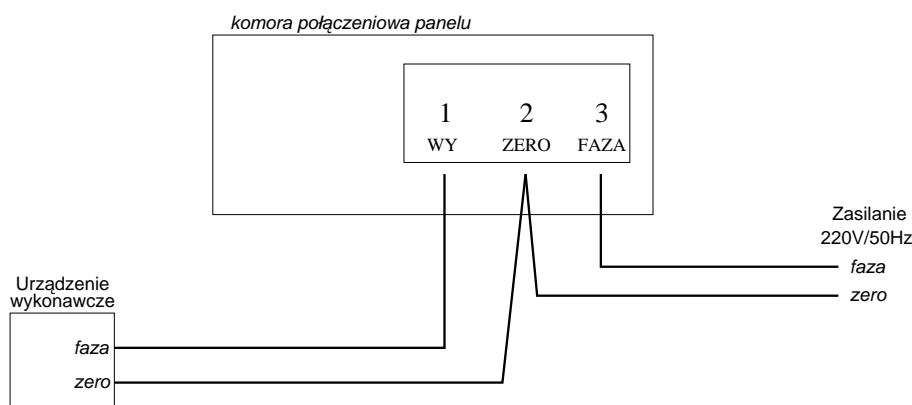 komora połączeniowa panelu
1 2 3
WY ZERO FAZA
Zasilanie
220V/50Hz
faza
zero
Urządzenie
wykonawcze
faza
zero